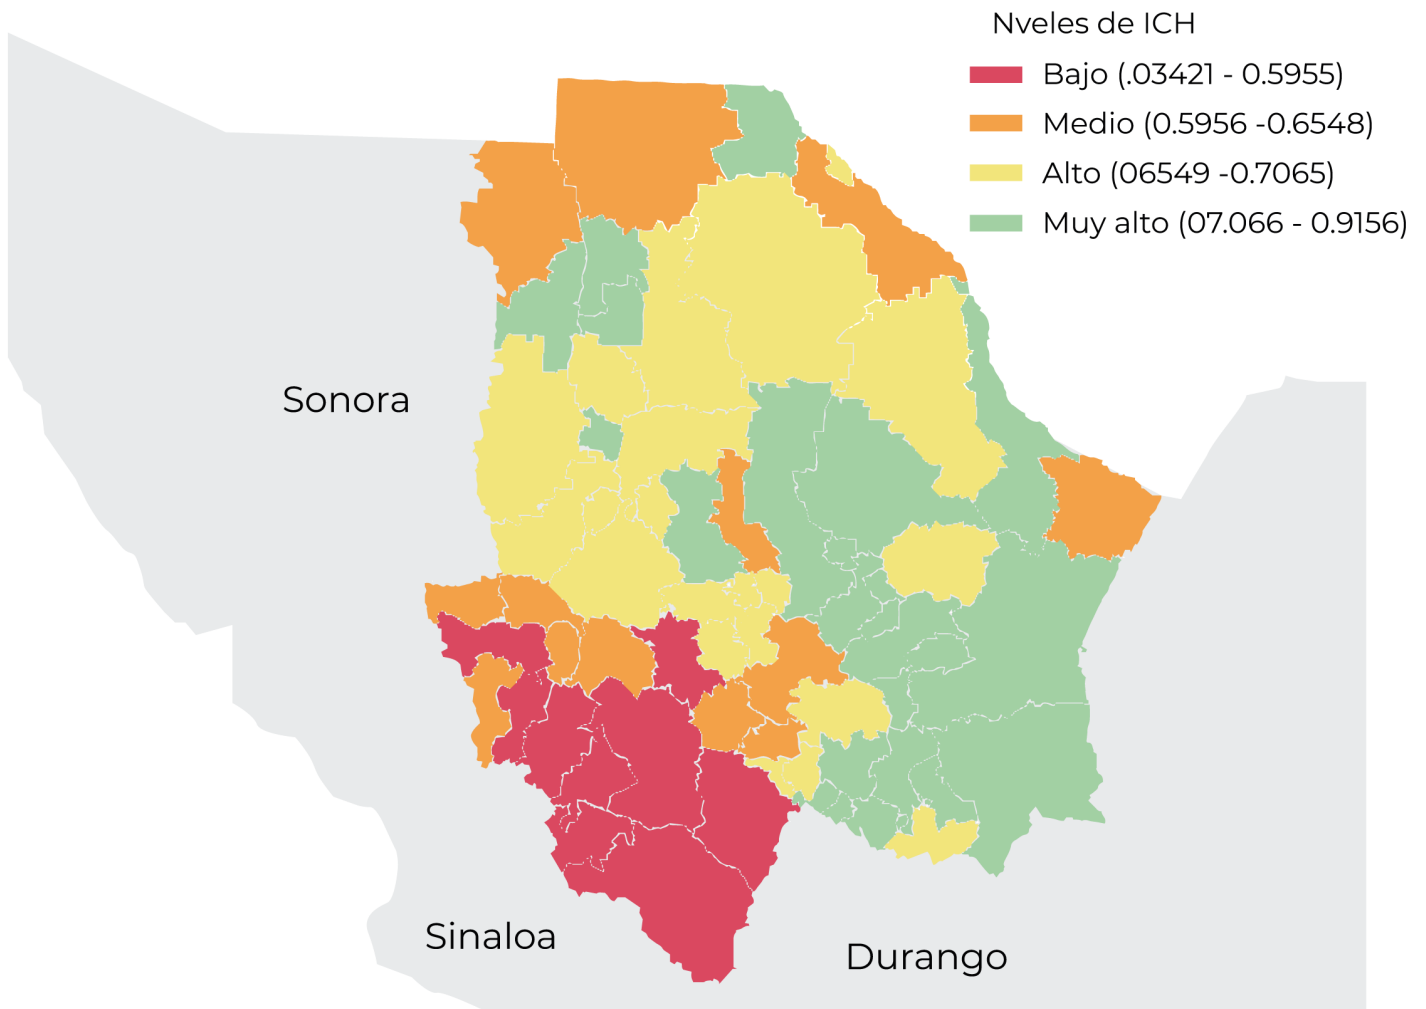 Nveles de ICH
Bajo (.03421 - 0.5955)
Medio (0.5956 -0.6548)
Alto (06549 -0.7065)
Muy alto (07.066 - 0.9156)
Sonora
Sinaloa
Durango